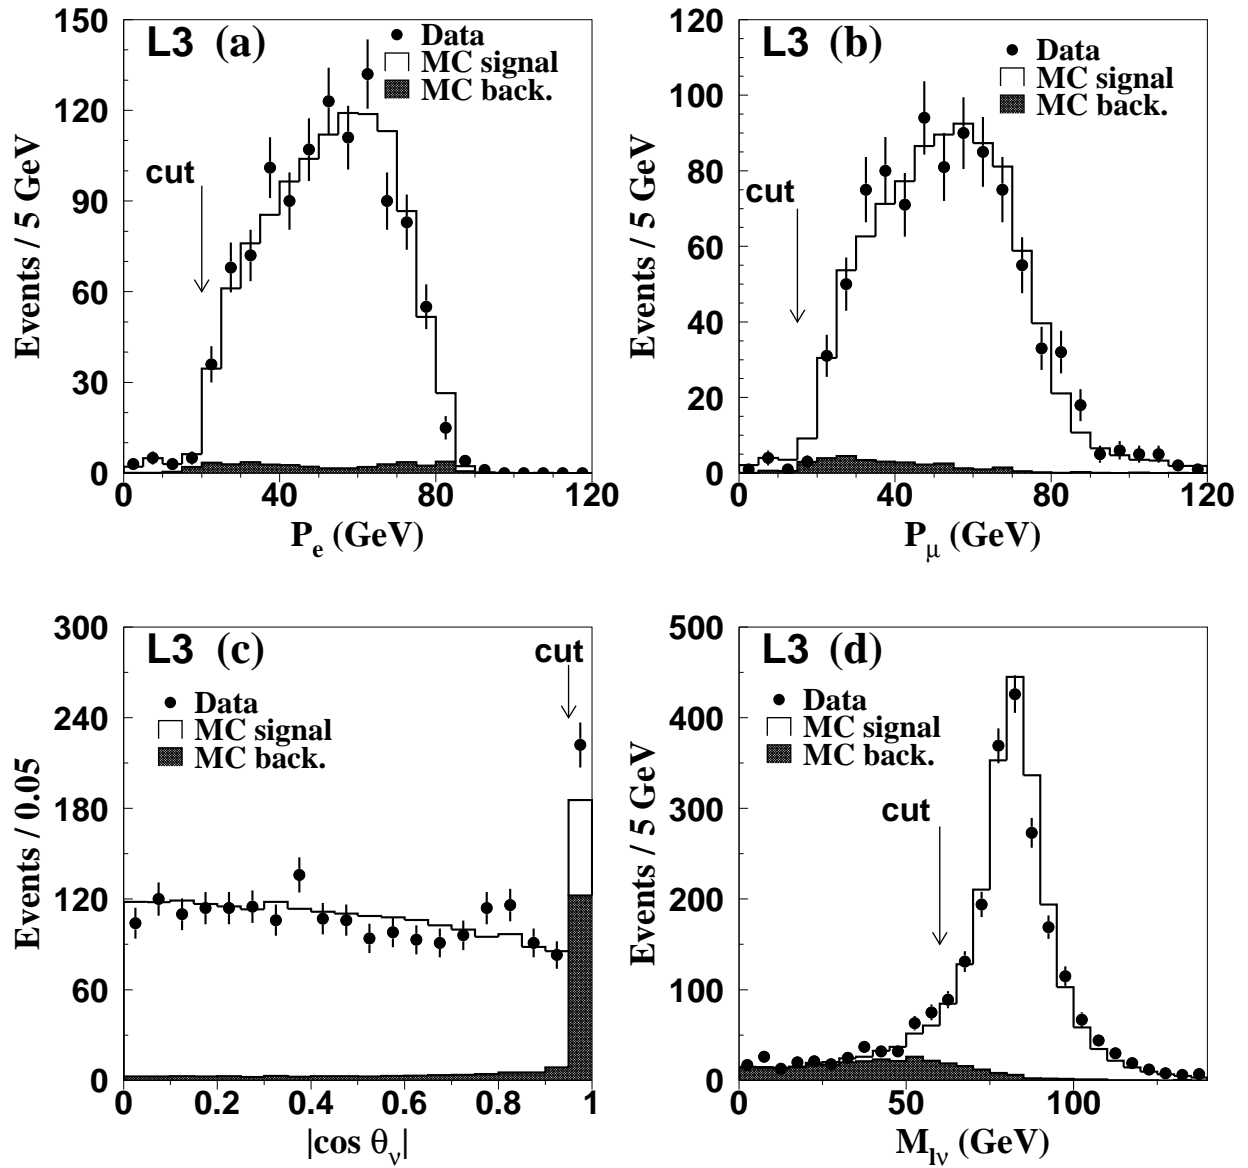 L3 (a)
Data
MC signal
MC back.
cut
Events / 5 GeV
150
120
90
60
30
0
0 40 80 120
P_e (GeV)
L3 (b)
Data
MC signal
MC back.
cut
Events / 5 GeV
120
100
80
60
40
20
0
0 40 80 120
P_μ (GeV)
L3 (c)
cut
Data
MC signal
MC back.
Events / 0.05
300
240
180
120
60
0
0 0.2 0.4 0.6 0.8 1
|cos θ_ν|
L3 (d)
Data
MC signal
MC back.
cut
Events / 5 GeV
500
400
300
200
100
0
0 50 100
M_lν (GeV)